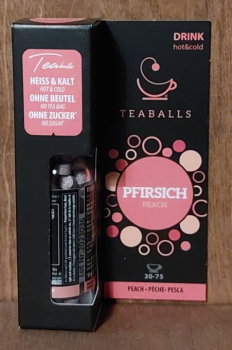 Teaballs
HEISS & KALT
HOT & COLD
OHNE BEUTEL
NO TEA BAG
OHNE ZUCKER*
NO SUGAR*
DRINK
hot&cold
TEABALLS
PFIRSICH
PEACH
30-75
PEACH-PÊCHE-PESCA